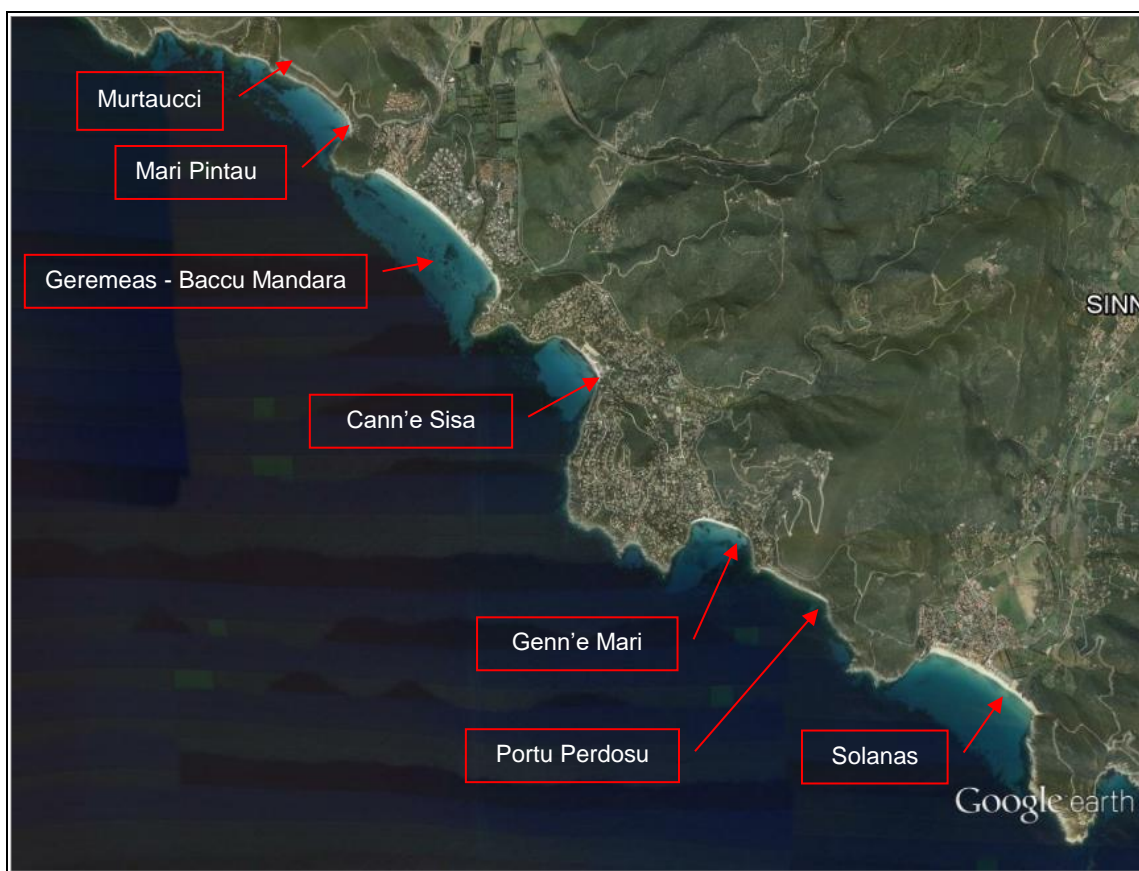 Murtaucci
Mari Pintau
Geremeas - Baccu Mandara
SINN
Cann'e Sisa
Genn'e Mari
Portu Perdosu
Solanas
Google earth